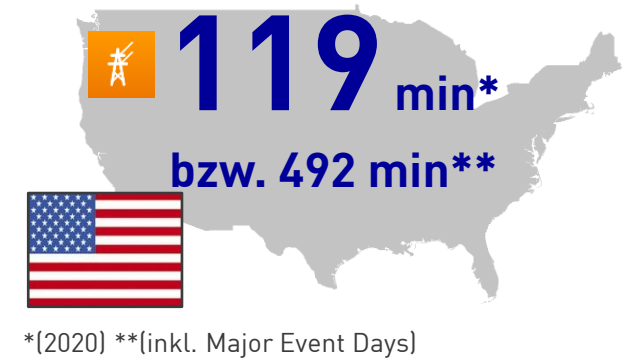 119 min*
bzw. 492 min**
*(2020) **(inkl. Major Event Days)